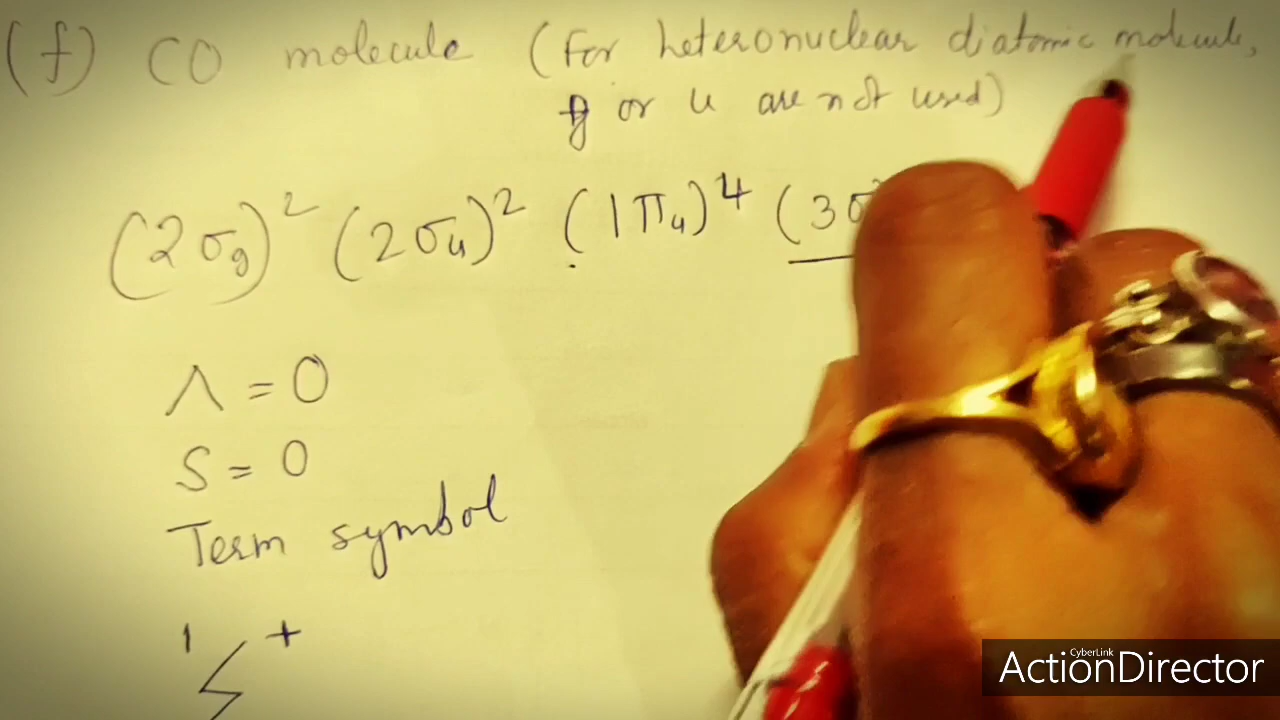 (f) CO molecule (For heteronuclear diatomic molecule,
g or u are not used)
(2σg)² (2σu)² (1πu)⁴ (3σ
Λ = 0
S = 0
Term symbol
¹Σ⁺
CyberLink
ActionDirector